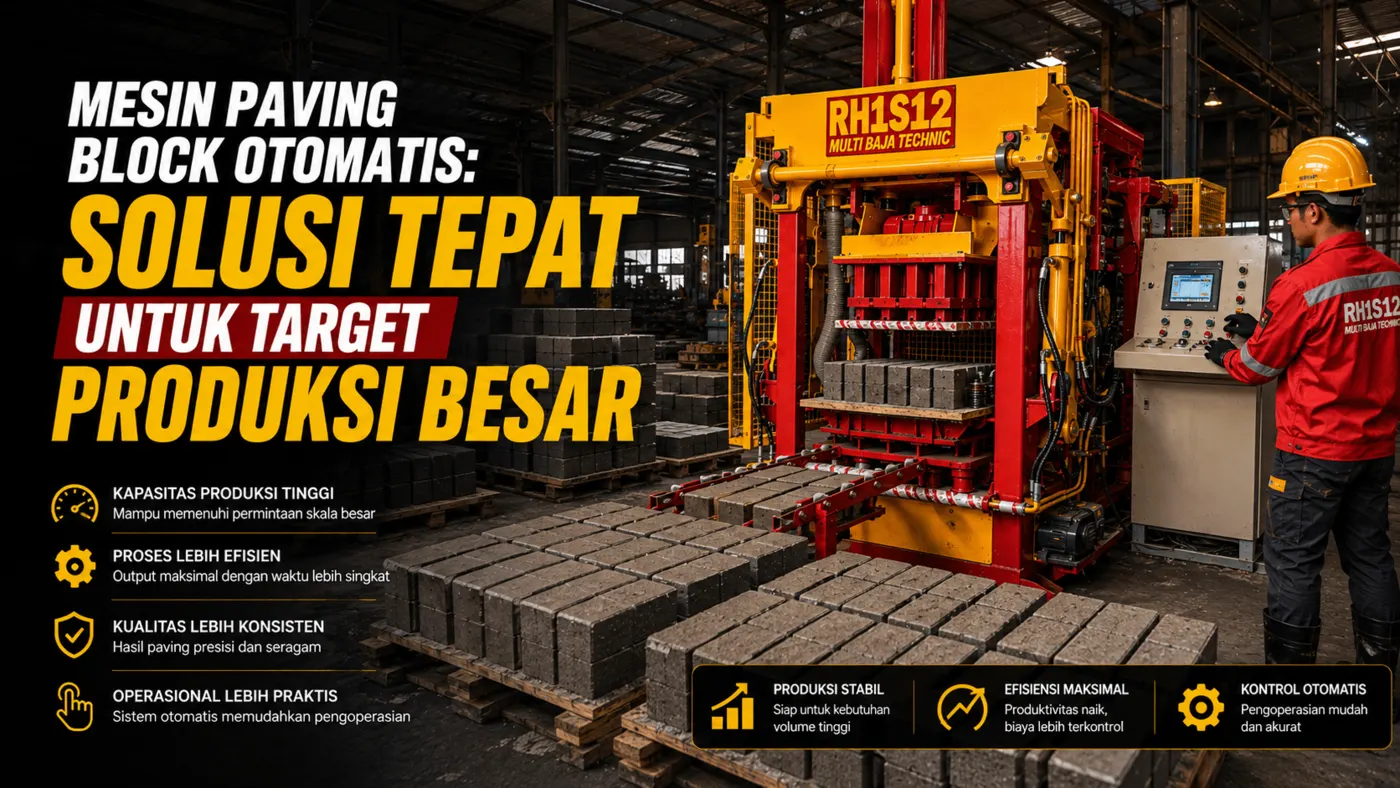 MESIN PAVING
BLOCK OTOMATIS:
SOLUSI TEPAT
UNTUK TARGET
PRODUKSI BESAR
KAPASITAS PRODUKSI TINGGI
Mampu memenuhi permintaan skala besar
PROSES LEBIH EFISIEN
Output maksimal dengan waktu lebih singkat
KUALITAS LEBIH KONSISTEN
Hasil paving presisi dan seragam
OPERASIONAL LEBIH PRAKTIS
Sistem otomatis memudahkan pengoperasian
RH1S12
MULTI BAJA TECHNIC
RH1S12
MULTI BAJA TECHNIC
PRODUKSI STABIL
Siap untuk kebutuhan
volume tinggi
EFISIENSI MAKSIMAL
Produktivitas naik,
biaya lebih terkontrol
KONTROL OTOMATIS
Pengoperasian mudah
dan akurat